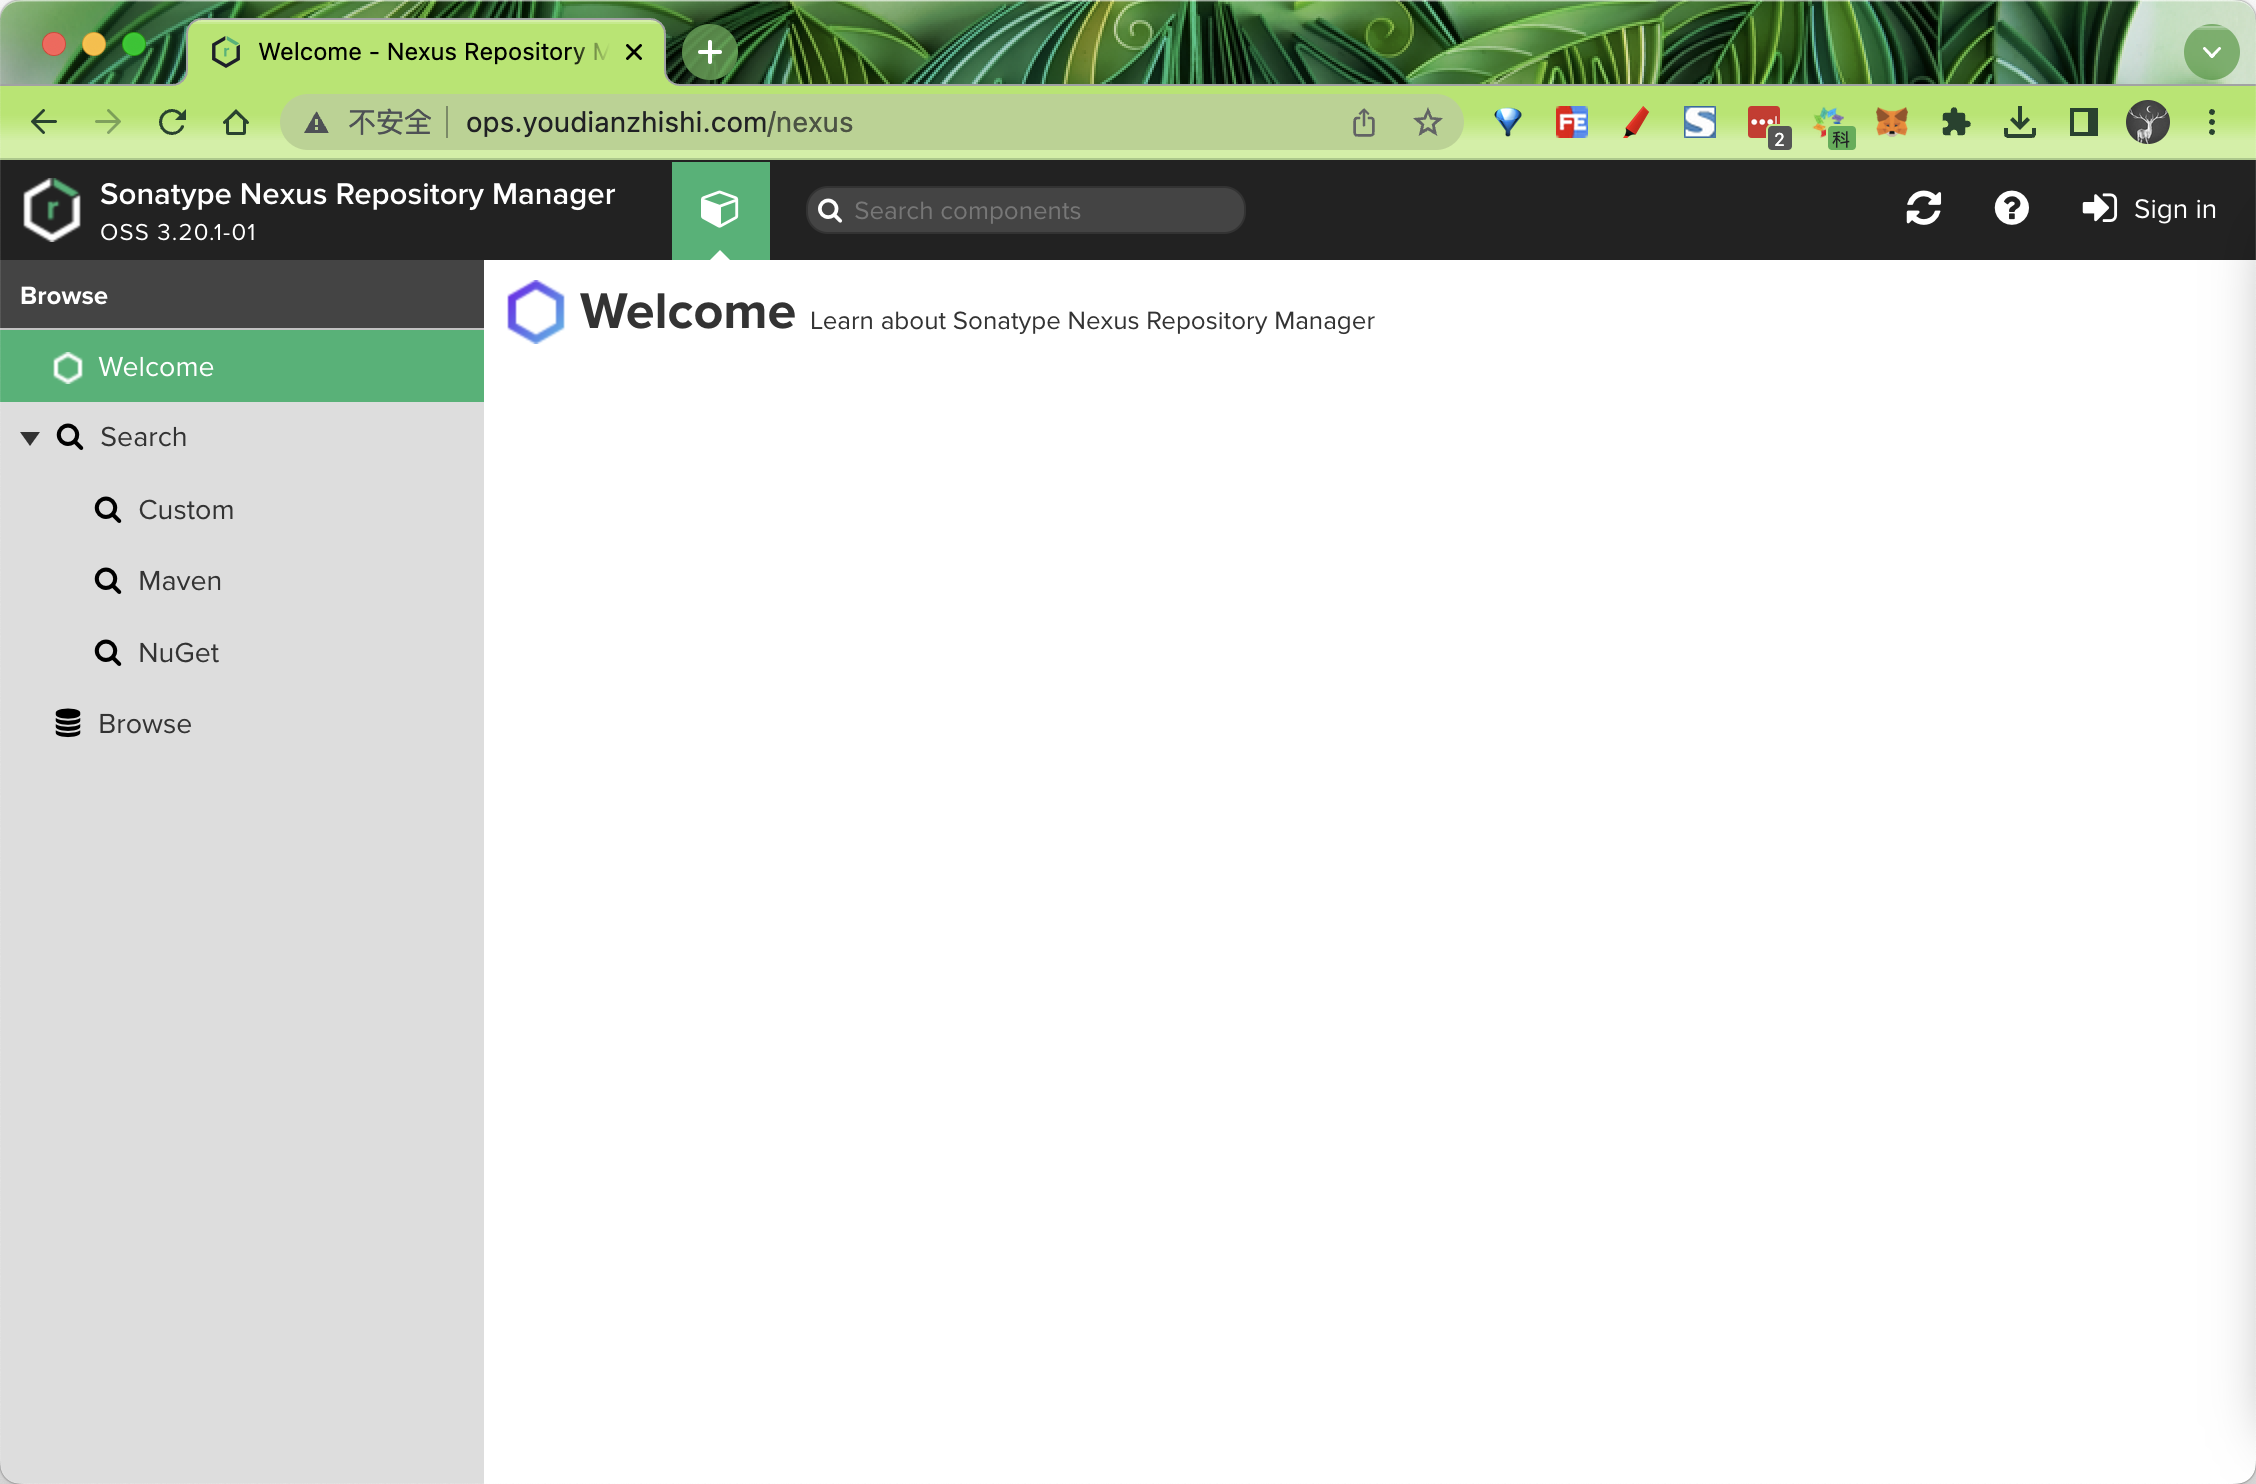 Welcome - Nexus Repository M
不安全 ops.youdianzhishi.com/nexus
FE
S
2
科
r
Sonatype Nexus Repository Manager
OSS 3.20.1-01
Search components
Sign in
Browse
Welcome
Search
Custom
Maven
NuGet
Browse
Welcome Learn about Sonatype Nexus Repository Manager